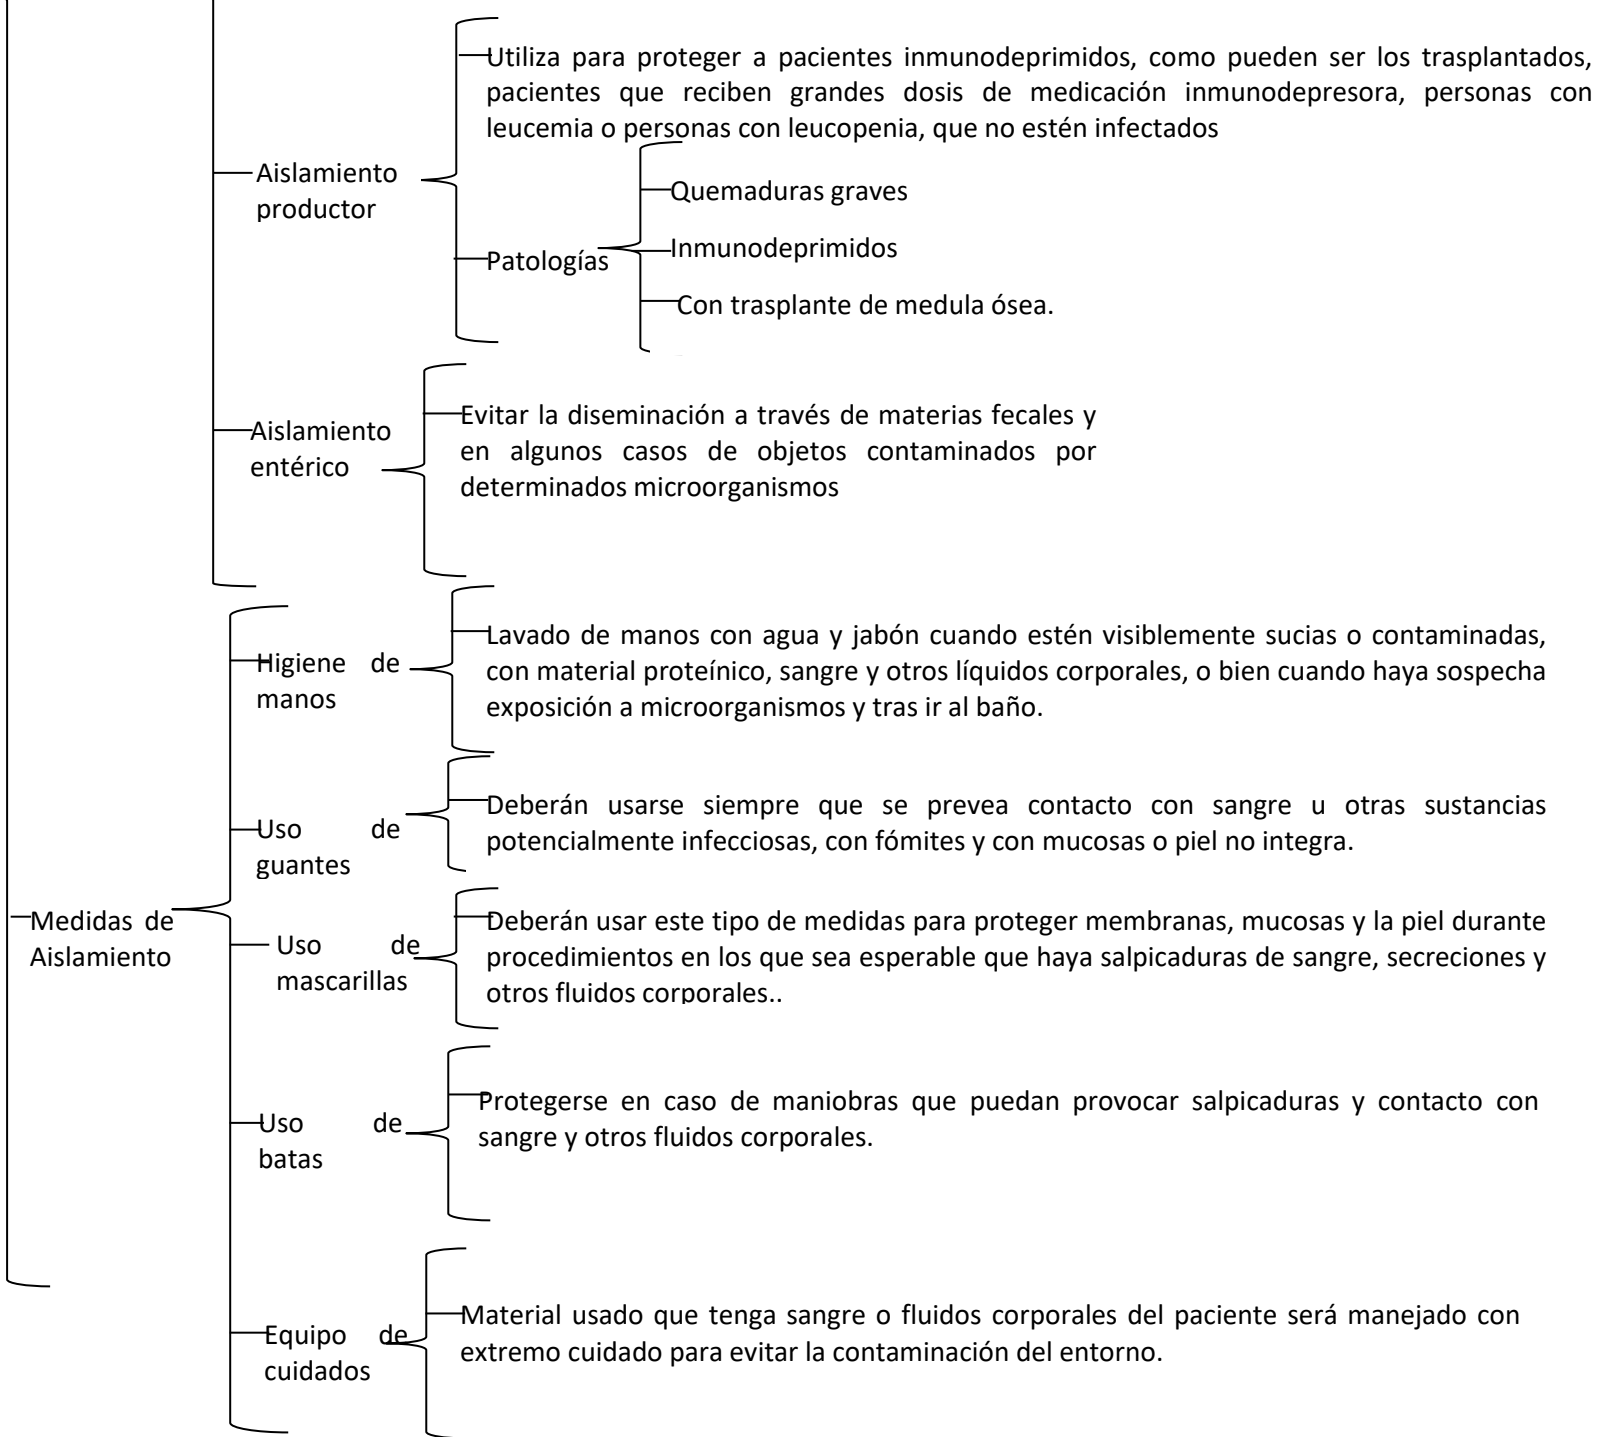 Utiliza para proteger a pacientes inmunodeprimidos, como pueden ser los trasplantados,
pacientes que reciben grandes dosis de medicación inmunodepresora, personas con
leucemia o personas con leucopenia, que no estén infectados
Aislamiento
productor
Quemaduras graves
Inmunodeprimidos
Patologías
Con trasplante de medula ósea.
Aislamiento
entérico
Evitar la diseminación a través de materias fecales y
en algunos casos de objetos contaminados por
determinados microorganismos
Higiene de
manos
Lavado de manos con agua y jabón cuando estén visiblemente sucias o contaminadas,
con material proteínico, sangre y otros líquidos corporales, o bien cuando haya sospecha
exposición a microorganismos y tras ir al baño.
Uso de
guantes
Deberán usarse siempre que se prevea contacto con sangre u otras sustancias
potencialmente infecciosas, con fómites y con mucosas o piel no integra.
Medidas de
Aislamiento
Uso de
mascarillas
Deberán usar este tipo de medidas para proteger membranas, mucosas y la piel durante
procedimientos en los que sea esperable que haya salpicaduras de sangre, secreciones y
otros fluidos corporales..
Uso de
batas
Protegerse en caso de maniobras que puedan provocar salpicaduras y contacto con
sangre y otros fluidos corporales.
Equipo de
cuidados
Material usado que tenga sangre o fluidos corporales del paciente será manejado con
extremo cuidado para evitar la contaminación del entorno.